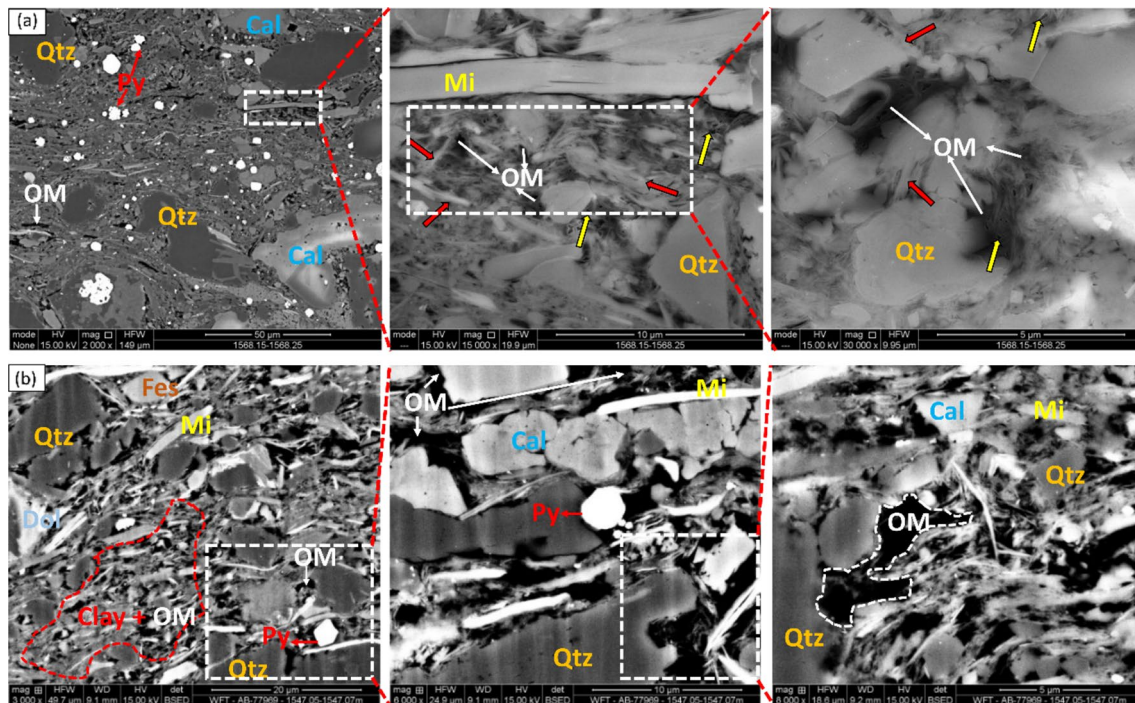 (a)
Qtz
Cal
Py
OM
Qtz
Cal
Mi
OM
Qtz
OM
Qtz
mode HV mag HFW 50 µm
None 15.00 kV 2 000 x 149 µm 1568.15-1568.25
mode HV mag HFW 10 µm
--- 15.00 kV 15 000 x 19.9 µm 1568.15-1568.25
mode HV mag HFW 5 µm
--- 15.00 kV 30 000 x 9.95 µm 1568.15-1568.25
(b)
Fes
Qtz
Mi
Dol
OM
Clay + OM
Py
Qtz
OM
Mi
Cal
Py
Qtz
Cal
Mi
Qtz
OM
Qtz
mag HFW WD HV det 20 µm
3 000 x 49.7 µm 9.1 mm 15.00 kV BSED WFT - AB-77969 - 1547.05-1547.07m
mag HFW WD HV det 10 µm
6 000 x 24.9 µm 9.1 mm 15.00 kV BSED WFT - AB-77969 - 1547.05-1547.07m
mag HFW WD HV det 5 µm
8 000 x 18.6 µm 9.2 mm 15.00 kV BSED WFT - AB-77969 - 1547.05-1547.07m